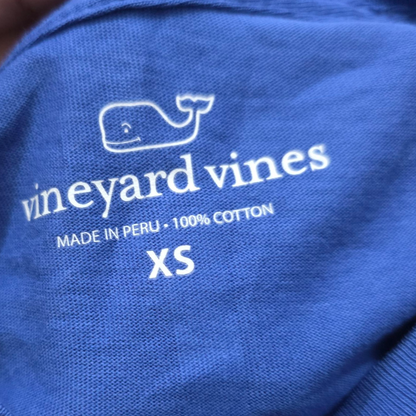 vineyard vines
MADE IN PERU • 100% COTTON
XS